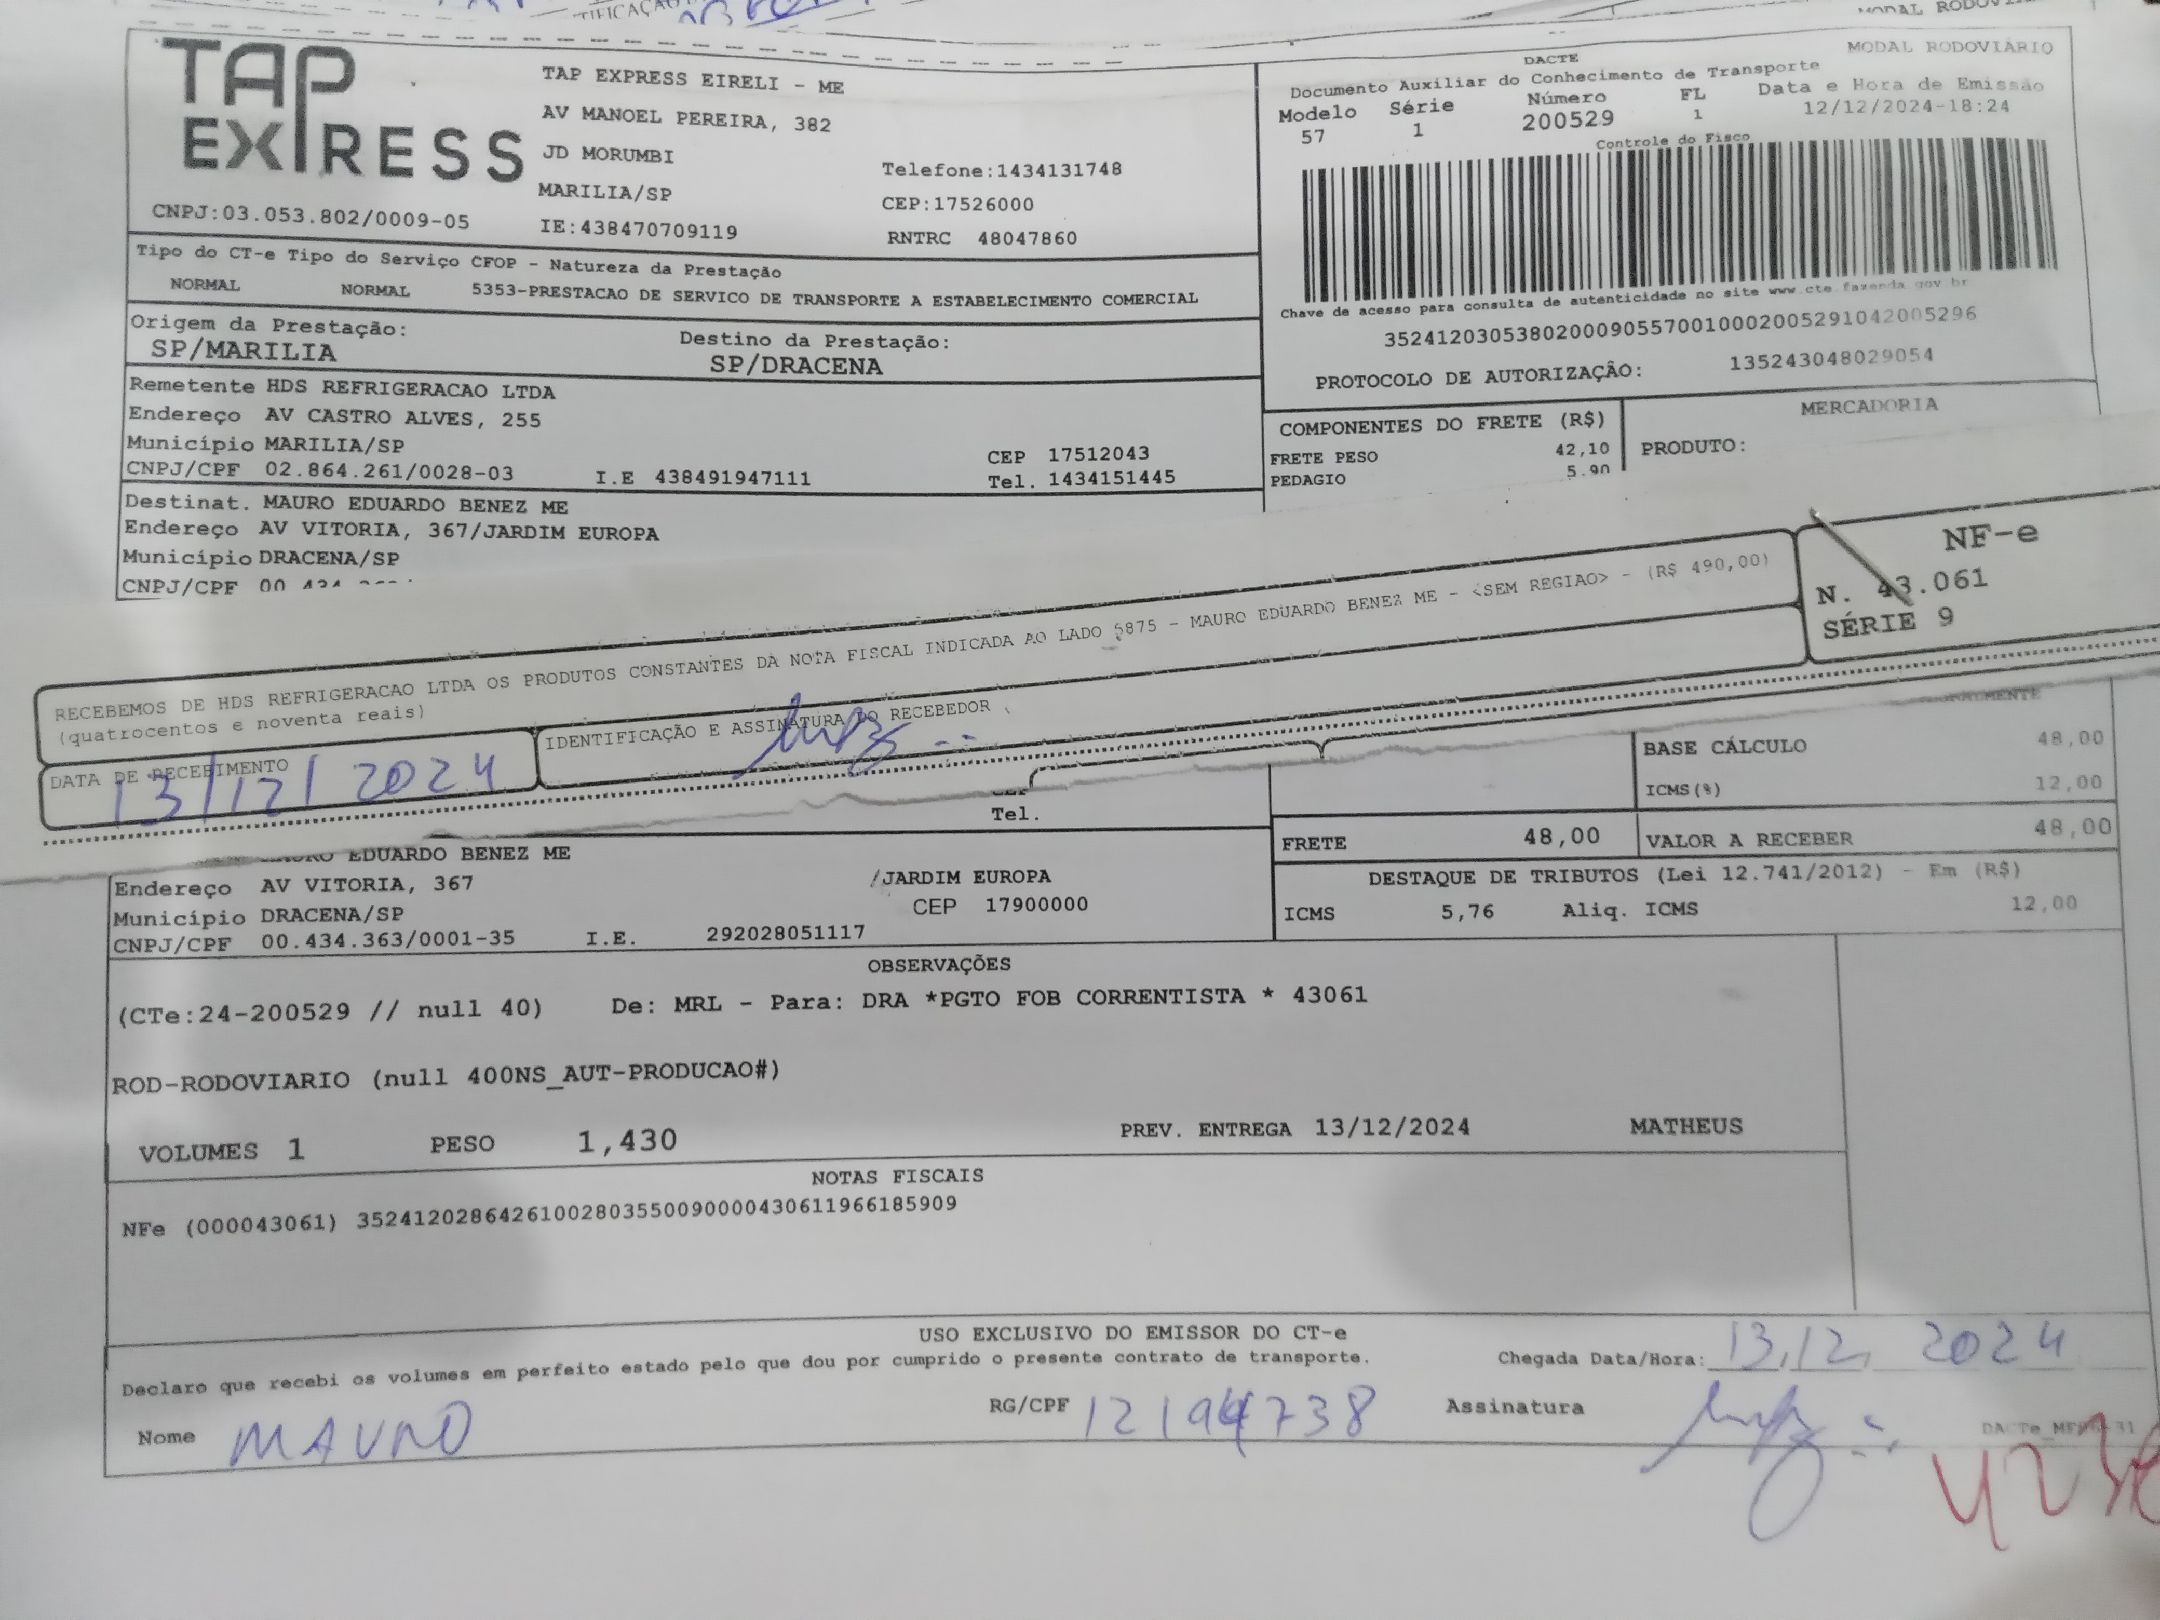 TAP
EXPRESS
TAP EXPRESS EIRELI - ME
AV MANOEL PEREIRA, 382
JD MORUMBI
MARILIA/SP
Telefone:1434131748
CEP:17526000
CNPJ:03.053.802/0009-05
IE:438470709119
RNTRC 48047860
MODAL RODOVIÁRIO
DACTE
Documento Auxiliar do Conhecimento de Transporte
Modelo Série Número FL Data e Hora de Emissão
57 1 200529 1 12/12/2024-18:24
Controle do Fisco
Chave de acesso para consulta de autenticidade no site www.cte.fazenda.gov.br
35241203053802000905570010002005291042005296
PROTOCOLO DE AUTORIZAÇÃO: 135243048029054
Tipo do CT-e Tipo do Serviço CFOP - Natureza da Prestação
NORMAL NORMAL 5353-PRESTACAO DE SERVICO DE TRANSPORTE A ESTABELECIMENTO COMERCIAL
Origem da Prestação: Destino da Prestação:
SP/MARILIA SP/DRACENA
Remetente HDS REFRIGERACAO LTDA
Endereço AV CASTRO ALVES, 255
Município MARILIA/SP CEP 17512043
CNPJ/CPF 02.864.261/0028-03 I.E 438491947111 Tel. 1434151445
COMPONENTES DO FRETE (R$)
FRETE PESO 42,10
PEDAGIO 5,90
MERCADORIA
PRODUTO:
Destinat. MAURO EDUARDO BENEZ ME
Endereço AV VITORIA, 367/JARDIM EUROPA
Município DRACENA/SP
CNPJ/CPF 00.434
RECEBEMOS DE HDS REFRIGERACAO LTDA OS PRODUTOS CONSTANTES DA NOTA FISCAL INDICADA AO LADO 5875 - MAURO EDUARDO BENEZ ME - <SEM REGIAO> - (R$ 490,00)
(quatrocentos e noventa reais)
NF-e
N. 43.061
SÉRIE 9
DATA DE RECEBIMENTO
13/12/2024
IDENTIFICAÇÃO E ASSINATURA DO RECEBEDOR
BASE CÁLCULO 48,00
ICMS(%) 12,00
Tel.
FRETE 48,00 VALOR A RECEBER 48,00
DESTAQUE DE TRIBUTOS (Lei 12.741/2012) - Em (R$)
ICMS 5,76 Aliq. ICMS 12,00
MAURO EDUARDO BENEZ ME
Endereço AV VITORIA, 367 /JARDIM EUROPA
Município DRACENA/SP CEP 17900000
CNPJ/CPF 00.434.363/0001-35 I.E. 292028051117
OBSERVAÇÕES
(CTe:24-200529 // null 40) De: MRL - Para: DRA *PGTO FOB CORRENTISTA * 43061
ROD-RODOVIARIO (null 400NS_AUT-PRODUCAO#)
VOLUMES 1 PESO 1,430 PREV. ENTREGA 13/12/2024 MATHEUS
NOTAS FISCAIS
NFe (000043061) 35241202864261002803550090000430611966185909
USO EXCLUSIVO DO EMISSOR DO CT-e
Declaro que recebi os volumes em perfeito estado pelo que dou por cumprido o presente contrato de transporte.
Chegada Data/Hora: 13,12, 2024
Nome MAURO RG/CPF Assinatura